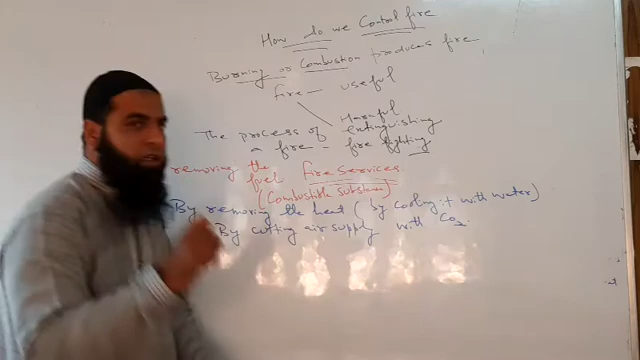 How do we Control fire
Burning or Combustion produces fire
fire - useful
Harmful
The process of extinguishing
a fire - fire fighting
removing the
fuel. fire services.
(Combustible substance)
By removing the heat (by cooling it with water)
By cutting air supply with CO2.